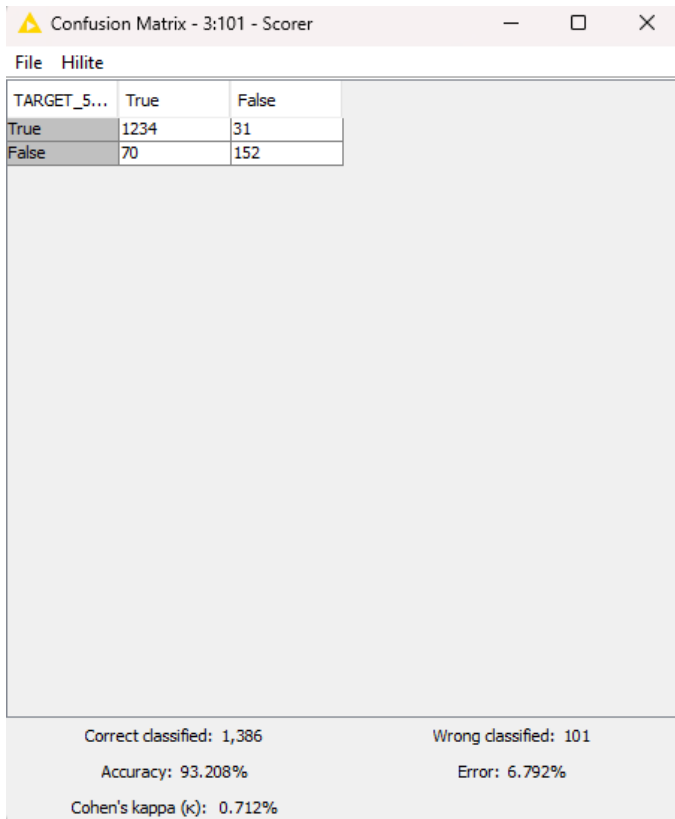 Confusion Matrix - 3:101 - Scorer
File Hilite
TARGET_5... True False
True 1234 31
False 70 152
Correct classified: 1,386 Wrong classified: 101
Accuracy: 93.208% Error: 6.792%
Cohen's kappa (κ): 0.712%